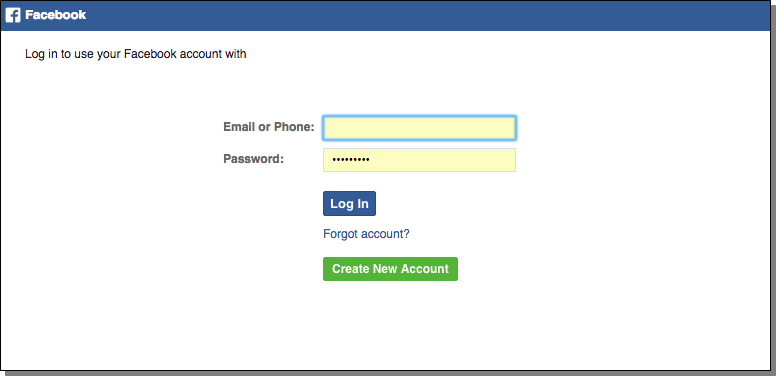 Facebook
Log in to use your Facebook account with
Email or Phone:
Password: •••••••••
Log In
Forgot account?
Create New Account